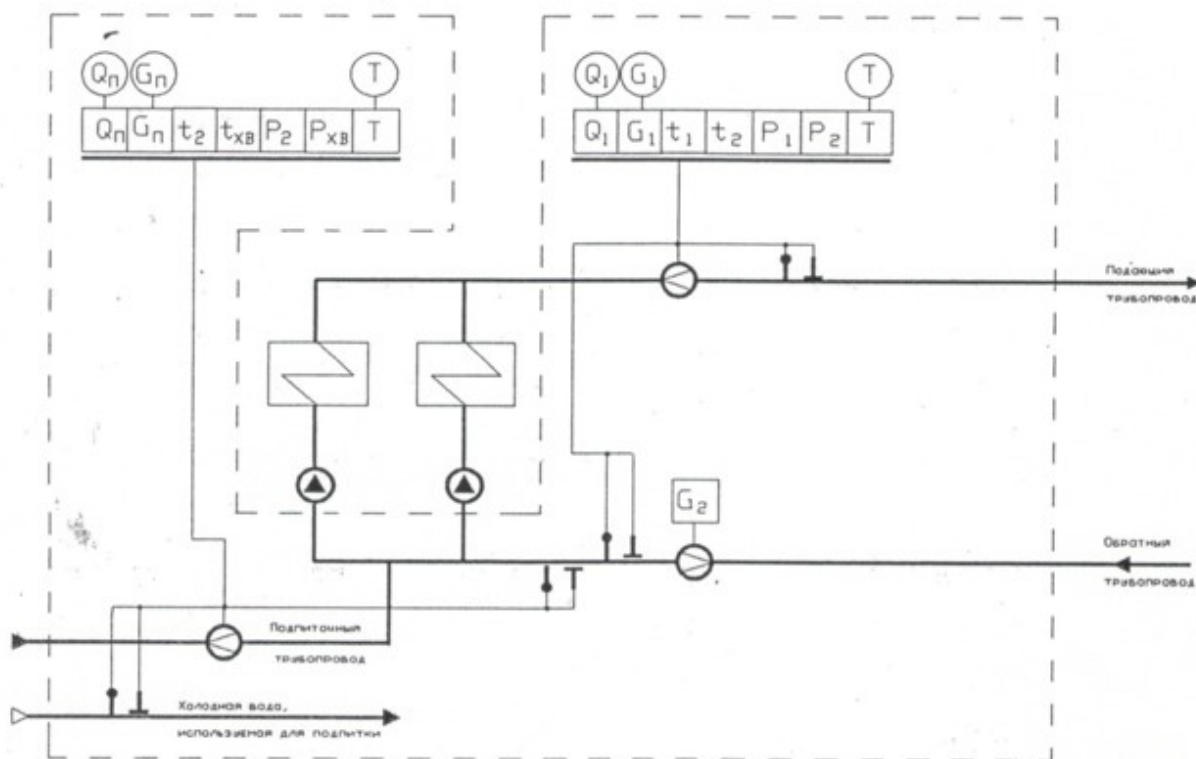 Qп Gп T
Qп Gп t2 tХВ P2 PХВ T
Q1 G1 T
Q1 G1 t1 t2 P1 P2 T
Подающий
трубопровод
G2
Обратный
трубопровод
Подпиточный
трубопровод
Холодная вода,
используемая для подпитки